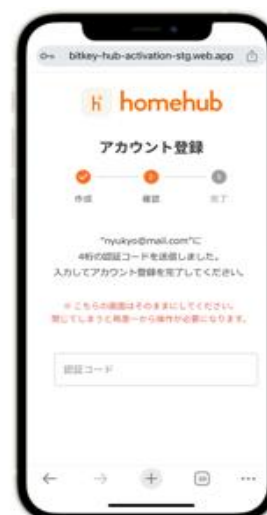 bitkey-hub-activation-stg.web.app
homehub
アカウント登録
作成 確認 完了
"nyukyo@mail.com"に
4桁の認証コードを送信しました。
入力してアカウント登録を完了してください。
※こちらの画面はそのままにしてください。
閉じてしまうと再度一から操作が必要になります。
認証コード